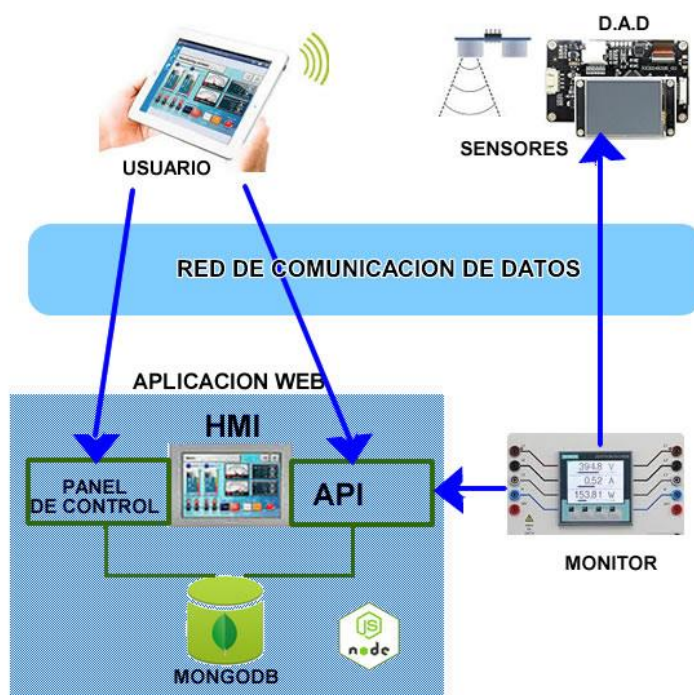 D.A.D
SENSORES
USUARIO
RED DE COMUNICACION DE DATOS
APLICACION WEB
HMI
PANEL
DE CONTROL
API
394.8 V
0.52 A
153.81 W
MONITOR
JS
node
MONGODB